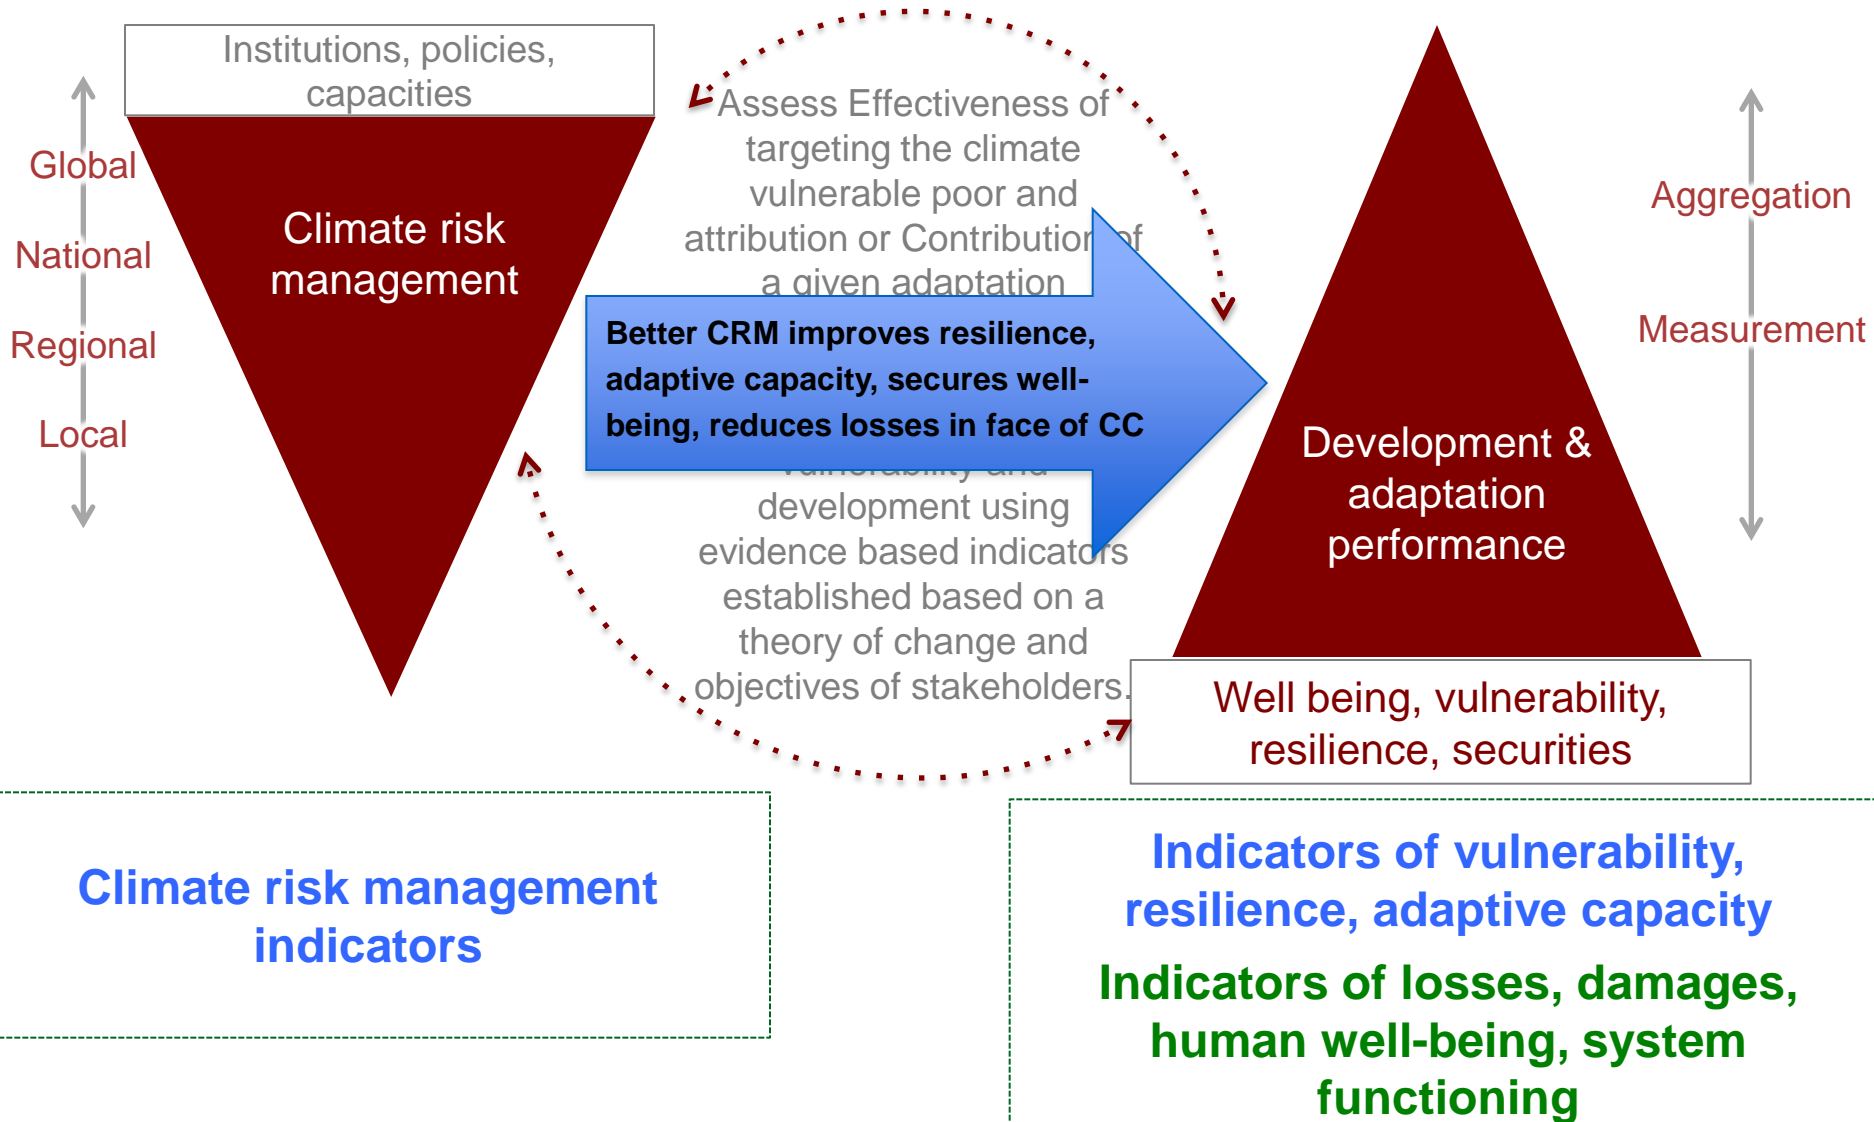 Institutions, policies,
capacities
Global
National
Regional
Local
Climate risk
management
Assess Effectiveness of
targeting the climate
vulnerable poor and
attribution or Contribution of
a given adaptation
Better CRM improves resilience,
adaptive capacity, secures well-
being, reduces losses in face of CC
vulnerability and
development using
evidence based indicators
established based on a
theory of change and
objectives of stakeholders.
Aggregation
Measurement
Development &
adaptation
performance
Well being, vulnerability,
resilience, securities
Climate risk management
indicators
Indicators of vulnerability,
resilience, adaptive capacity
Indicators of losses, damages,
human well-being, system
functioning